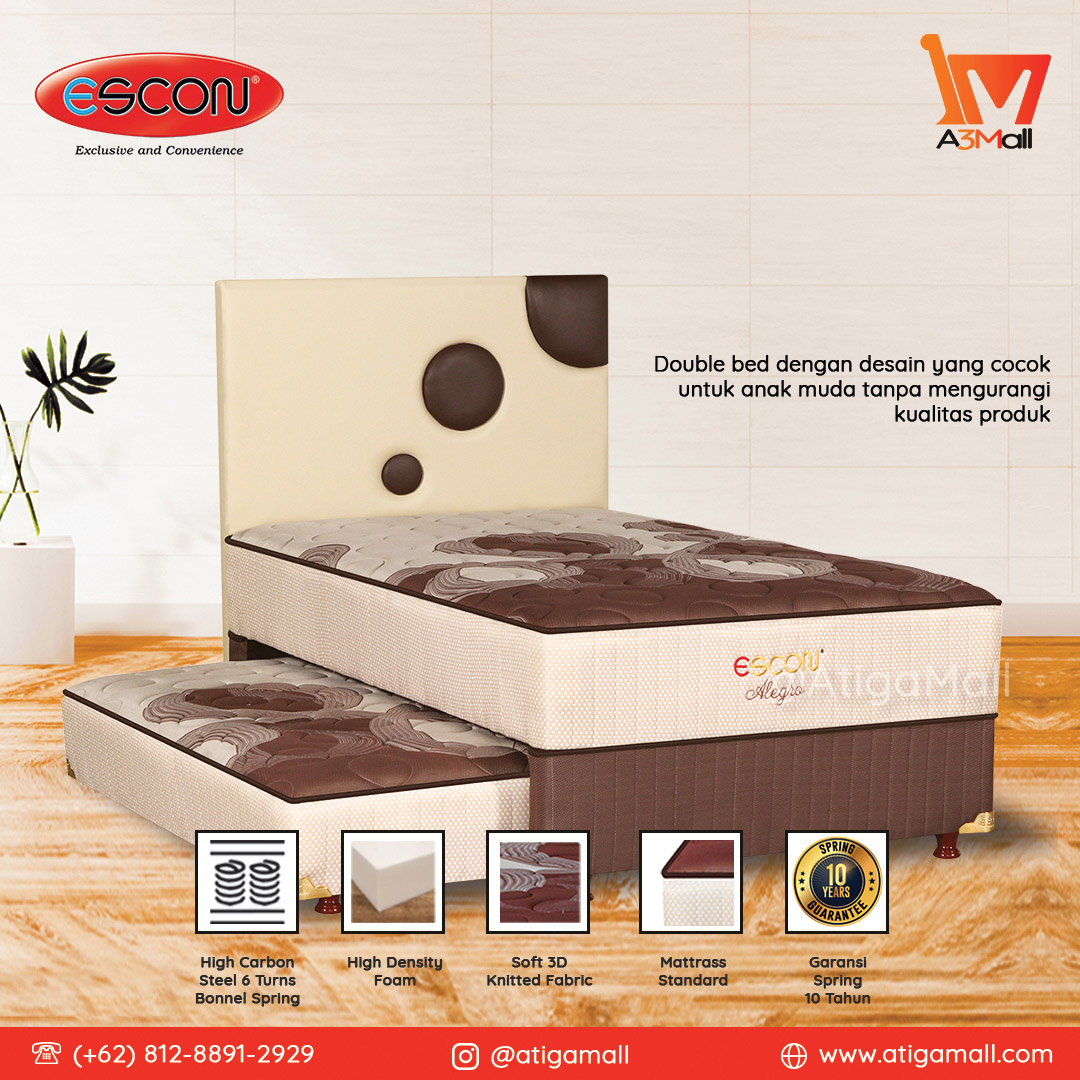 ESCON®
Exclusive and Convenience
A3Mall
Double bed dengan desain yang cocok
untuk anak muda tanpa mengurangi
kualitas produk
ESCON®
Alegro
@AtigaMall
SPRING
10
YEARS
GUARANTEE
High Carbon
Steel 6 Turns
Bonnel Spring
High Density
Foam
Soft 3D
Knitted Fabric
Mattrass
Standard
Garansi
Spring
10 Tahun
(+62) 812-8891-2929
@atigamall
www.atigamall.com